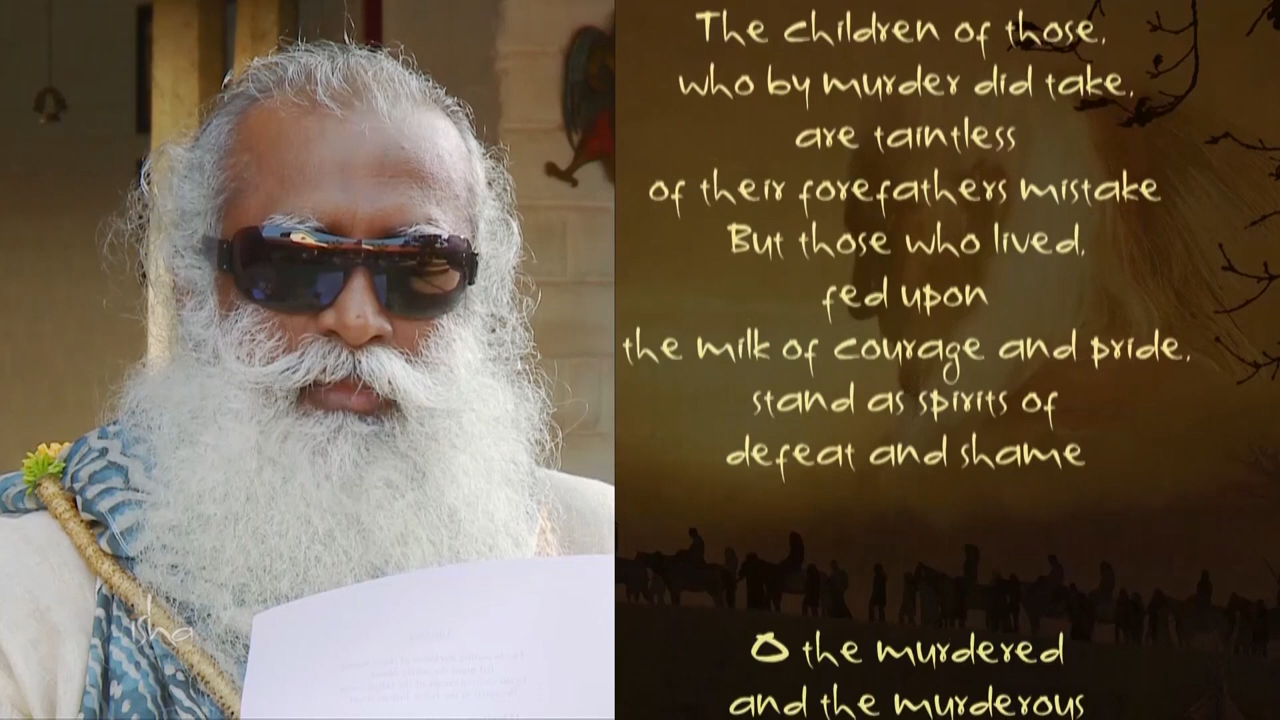 The children of those,
who by murder did take,
are taintless
of their forefathers mistake
But those who lived,
fed upon
the milk of courage and pride,
stand as spirits of
defeat and shame
O the murdered
and the murderous
isha